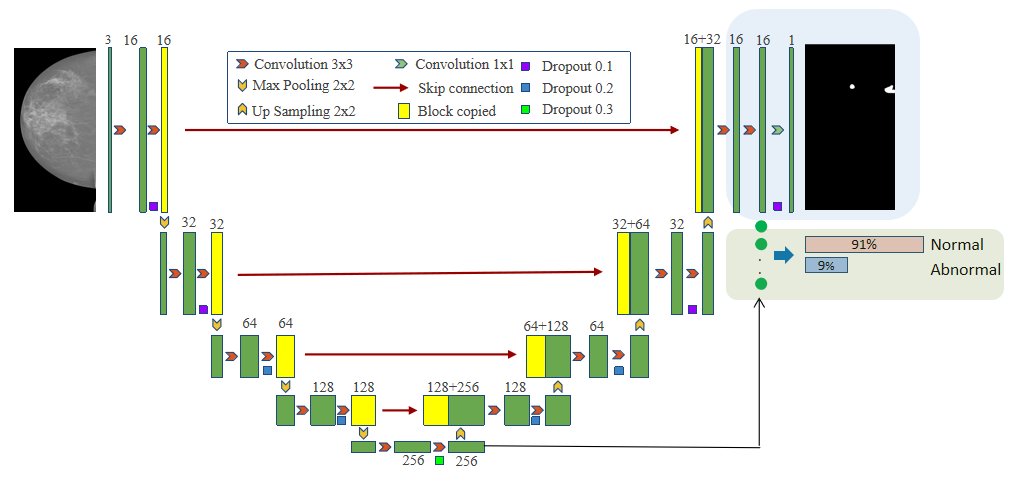 3 16 16
16+32 16 16 1
Convolution 3x3 Convolution 1x1 Dropout 0.1
Max Pooling 2x2 Skip connection Dropout 0.2
Up Sampling 2x2 Block copied Dropout 0.3
32 32
32+64 32
91% Normal
9% Abnormal
64 64
64+128 64
128 128
128+256 128
256 256